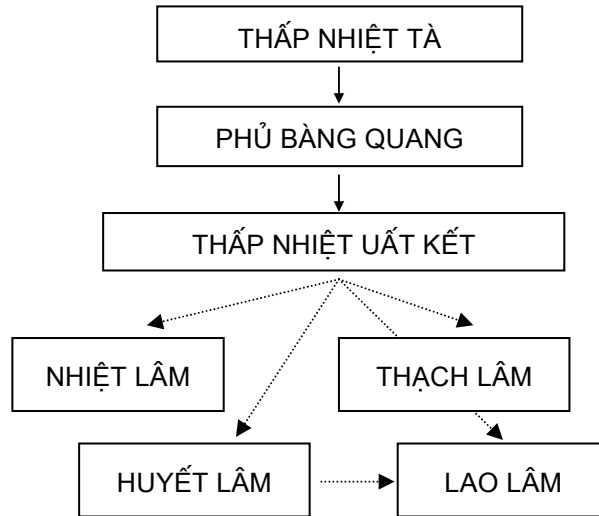 THẤP NHIỆT TÀ
PHỦ BÀNG QUANG
THẤP NHIỆT UẤT KẾT
NHIỆT LÂM
THẠCH LÂM
HUYẾT LÂM
LAO LÂM